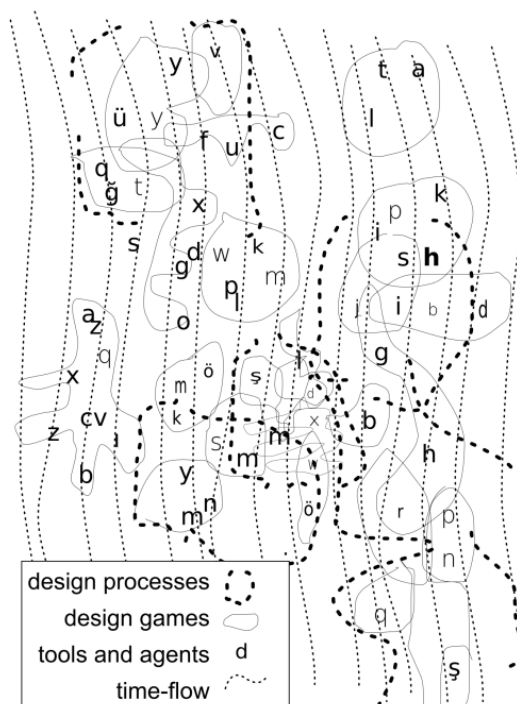 y v t a
ü y l
f u c
q t
ğ
x k
p
s l
d w k s h
g m
p l
o j i b d
a
z
q g
x m ö ş l
d
k x b
cv s m
z l m w h
b y
n ö r p
m
n
q
ş
design processes
design games
tools and agents d
time-flow